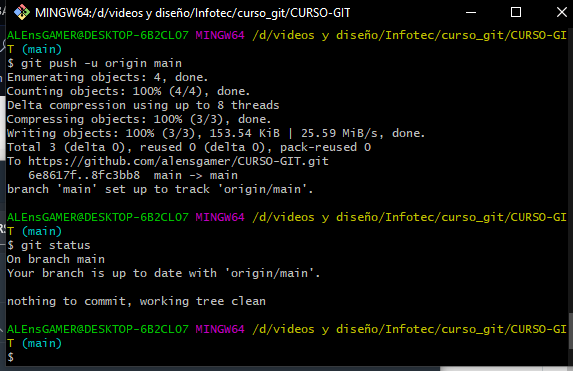 MINGW64:/d/videos y diseño/Infotec/curso_git/CURSO-GIT
ALEnsGAMER@DESKTOP-6B2CLO7 MINGW64 /d/videos y diseño/Infotec/curso_git/CURSO-GI
T (main)
$ git push -u origin main
Enumerating objects: 4, done.
Counting objects: 100% (4/4), done.
Delta compression using up to 8 threads
Compressing objects: 100% (3/3), done.
Writing objects: 100% (3/3), 153.54 KiB | 25.59 MiB/s, done.
Total 3 (delta 0), reused 0 (delta 0), pack-reused 0
To https://github.com/alensgamer/CURSO-GIT.git
   6e8617f..8fc3bb8  main -> main
branch 'main' set up to track 'origin/main'.
ALEnsGAMER@DESKTOP-6B2CLO7 MINGW64 /d/videos y diseño/Infotec/curso_git/CURSO-GI
T (main)
$ git status
On branch main
Your branch is up to date with 'origin/main'.
nothing to commit, working tree clean
ALEnsGAMER@DESKTOP-6B2CLO7 MINGW64 /d/videos y diseño/Infotec/curso_git/CURSO-GI
T (main)
$